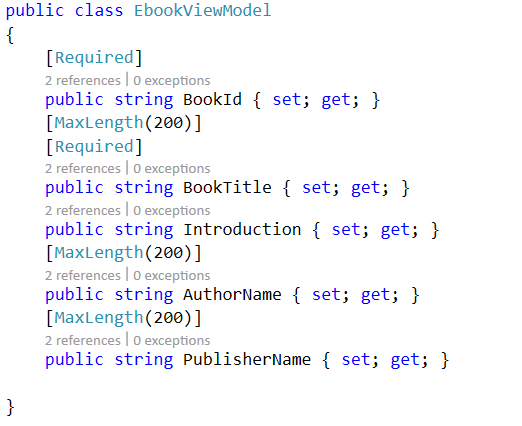 public class EbookViewModel
{
[Required]
2 references | 0 exceptions
public string BookId { set; get; }
[MaxLength(200)]
[Required]
2 references | 0 exceptions
public string BookTitle { set; get; }
2 references | 0 exceptions
public string Introduction { set; get; }
[MaxLength(200)]
2 references | 0 exceptions
public string AuthorName { set; get; }
[MaxLength(200)]
2 references | 0 exceptions
public string PublisherName { set; get; }
}